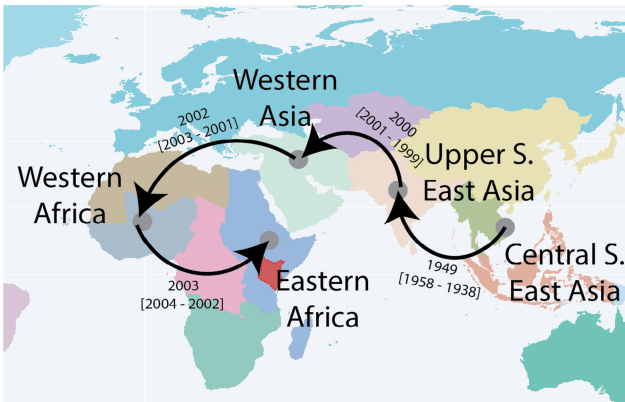 Western
Asia
2002
[2003 - 2001]
2000
[2001 - 1999]
Upper S.
East Asia
Western
Africa
Central S.
East Asia
1949
[1958 - 1938]
2003
[2004 - 2002]
Eastern
Africa